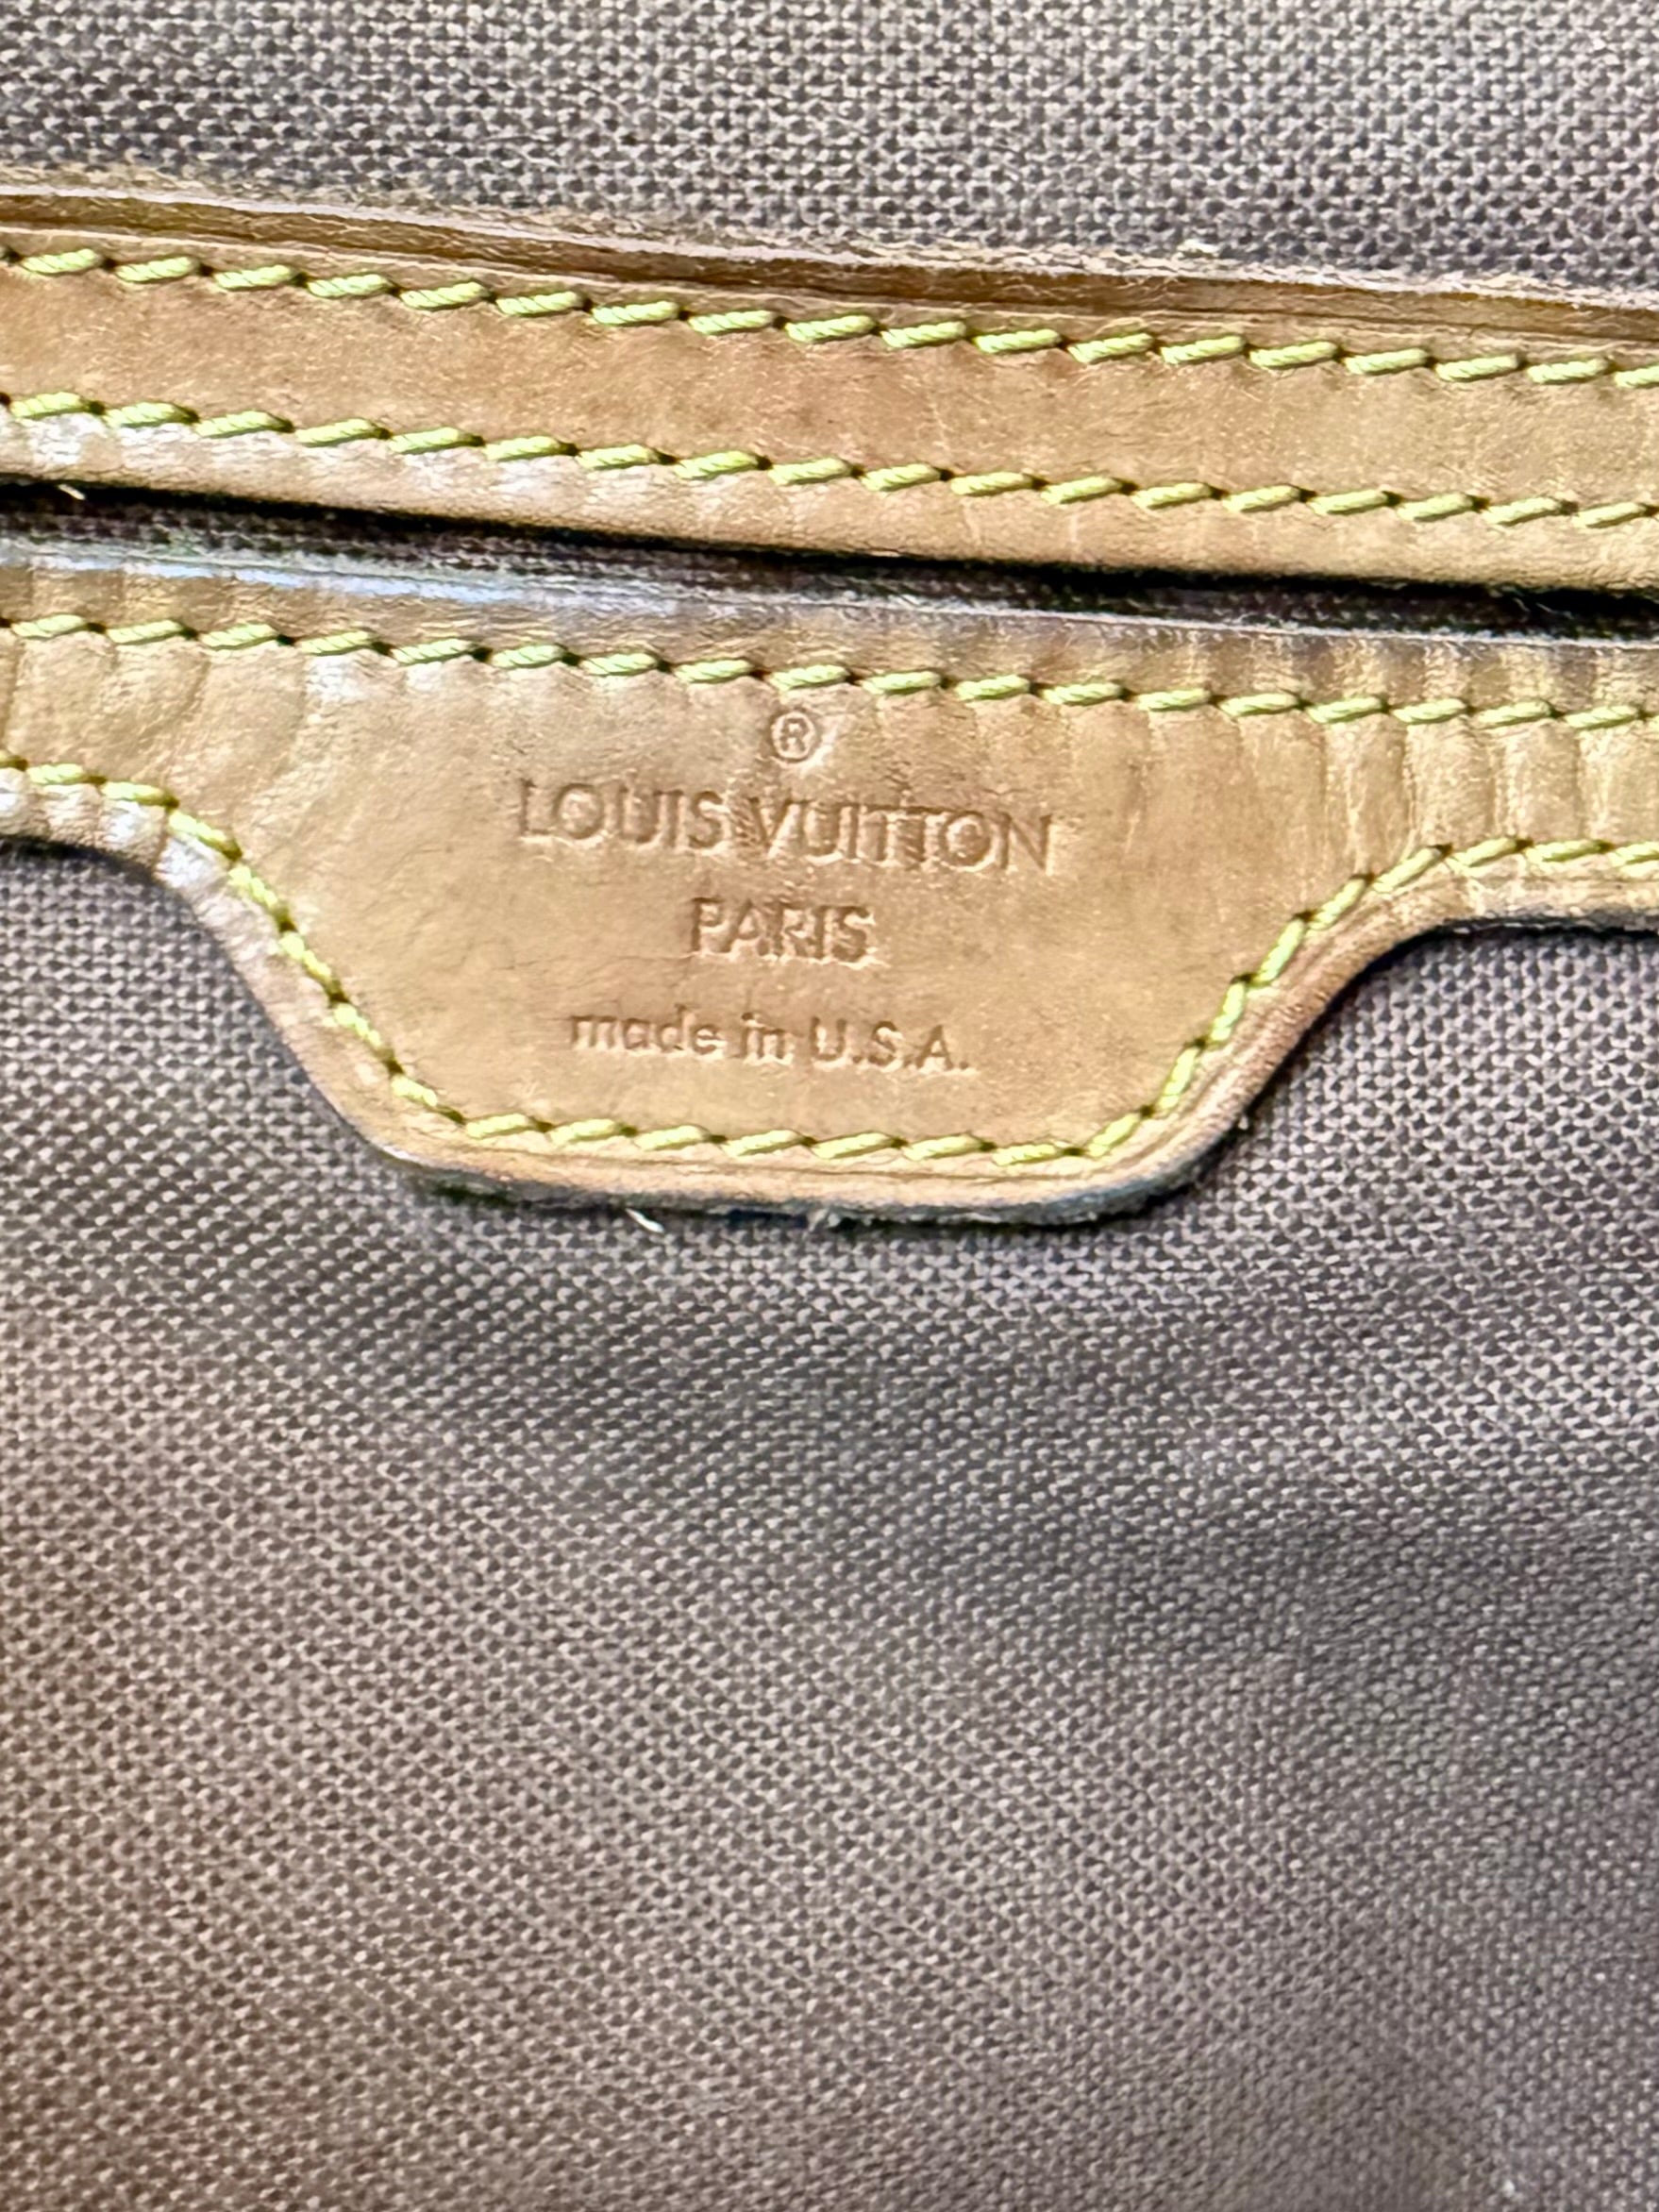 ®
LOUIS VUITTON
PARIS
made in U.S.A.